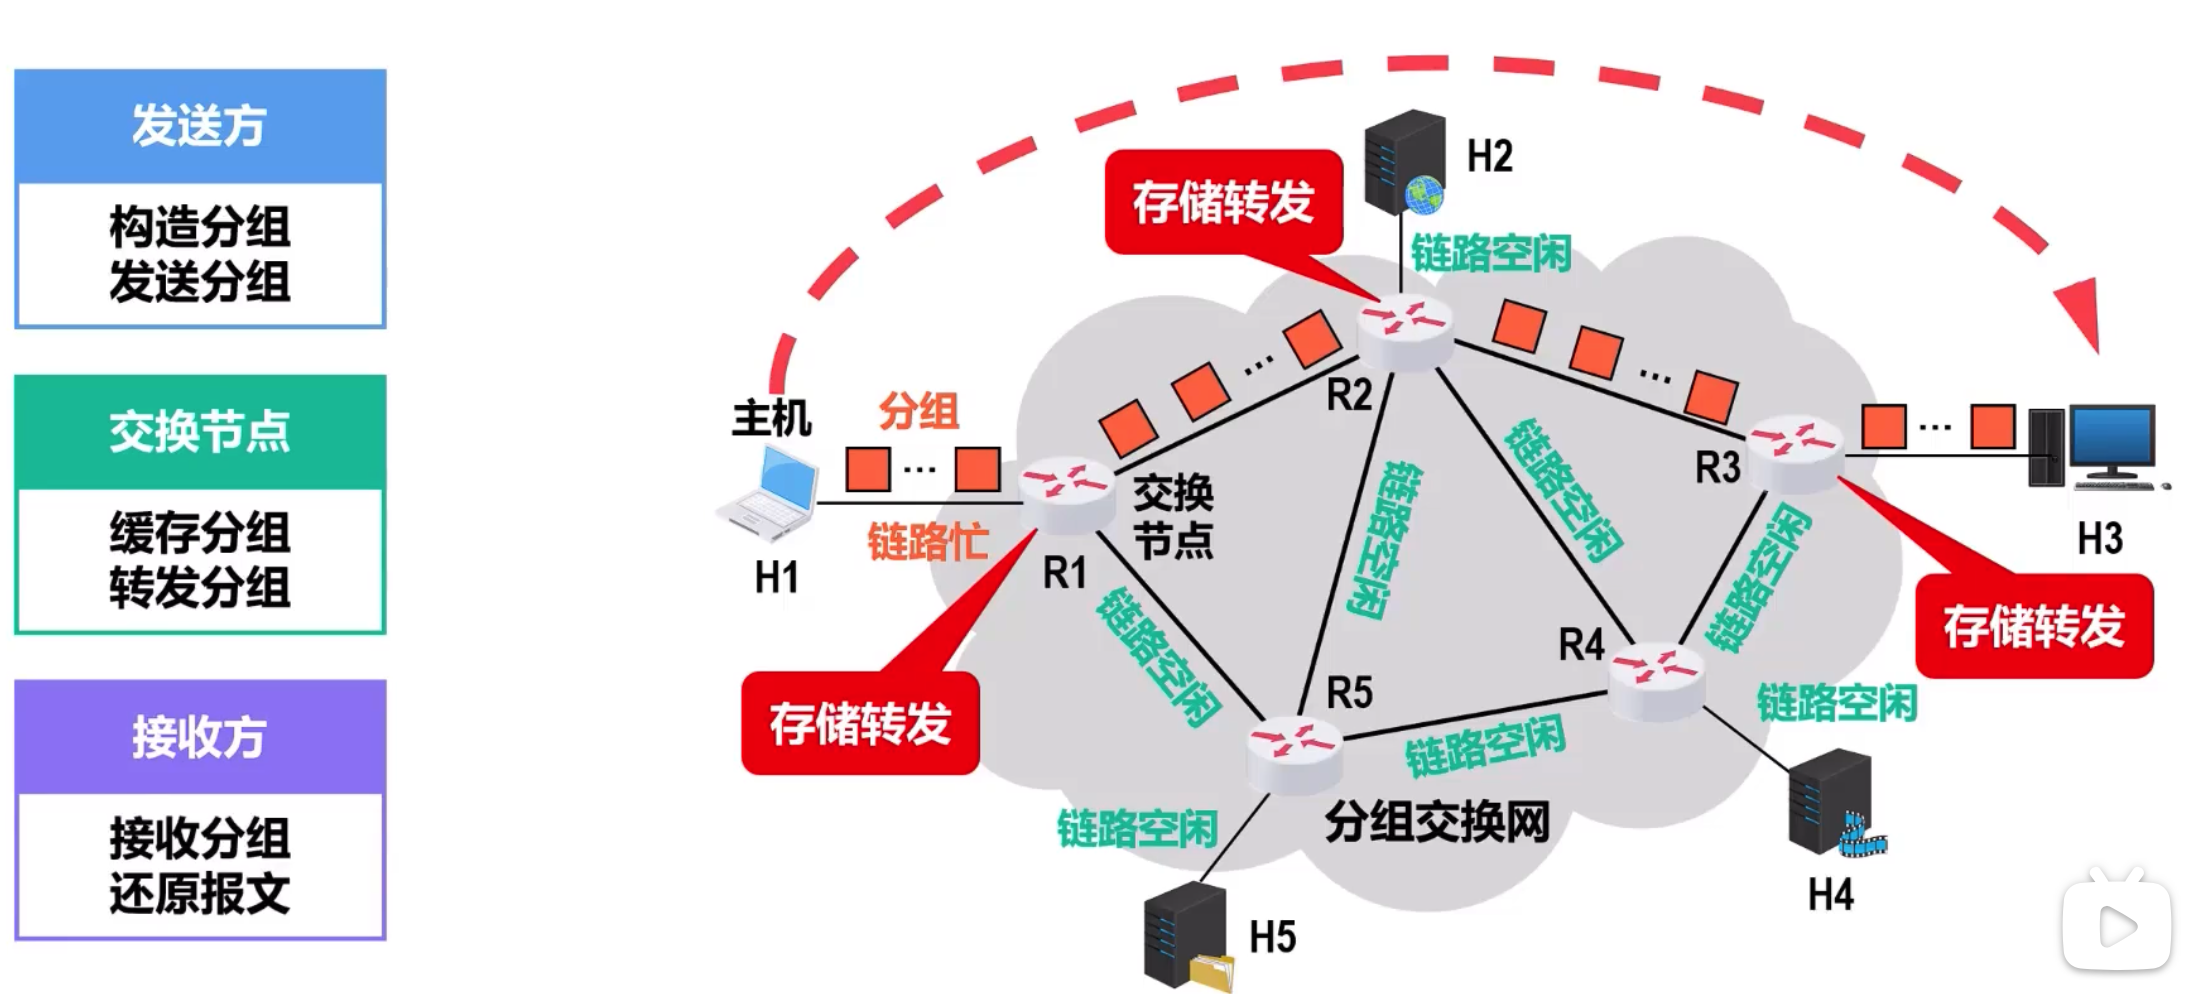 发送方
构造分组
发送分组
交换节点
缓存分组
转发分组
接收方
接收分组
还原报文
H2
存储转发
链路空闲
R2
主机
分组
链路忙
H1
R1
交换
节点
R3
H3
链路空闲
链路空闲
链路空闲
链路空闲
存储转发
存储转发
R4
R5
链路空闲
链路空闲
链路空闲
分组交换网
H4
H5